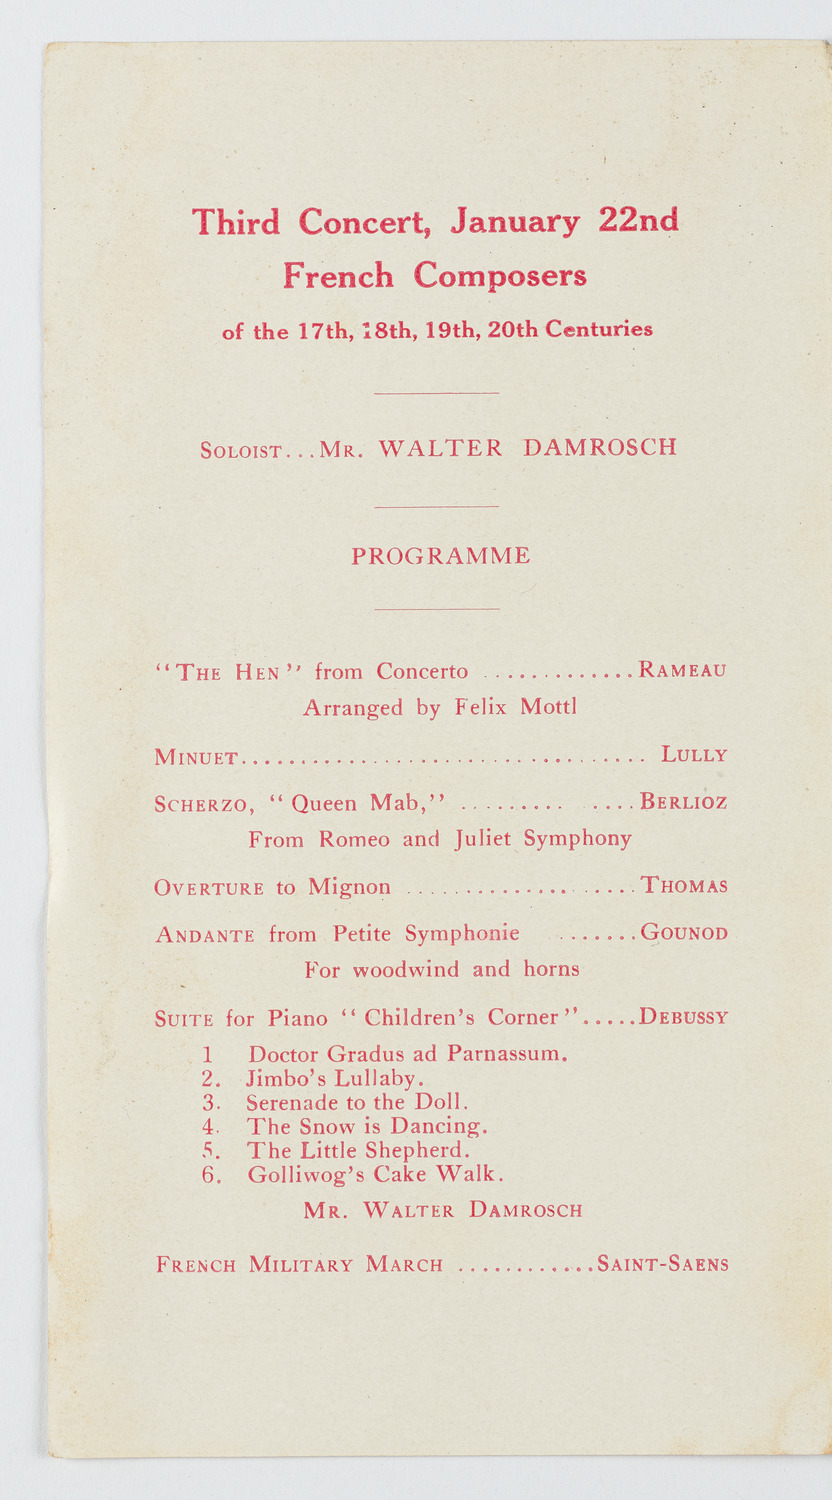 Third Concert, January 22nd
French Composers
of the 17th, 18th, 19th, 20th Centuries
SOLOIST...MR. WALTER DAMROSCH
PROGRAMME
"THE HEN" from Concerto .............RAMEAU
Arranged by Felix Mottl
MINUET.................................. LULLY
SCHERZO, "Queen Mab," ......... ....BERLIOZ
From Romeo and Juliet Symphony
OVERTURE to Mignon .............. .....THOMAS
ANDANTE from Petite Symphonie .......GOUNOD
For woodwind and horns
SUITE for Piano "Children's Corner".....DEBUSSY
1 Doctor Gradus ad Parnassum.
2. Jimbo's Lullaby.
3. Serenade to the Doll.
4. The Snow is Dancing.
5. The Little Shepherd.
6. Golliwog's Cake Walk.
MR. WALTER DAMROSCH
FRENCH MILITARY MARCH ............SAINT-SAENS